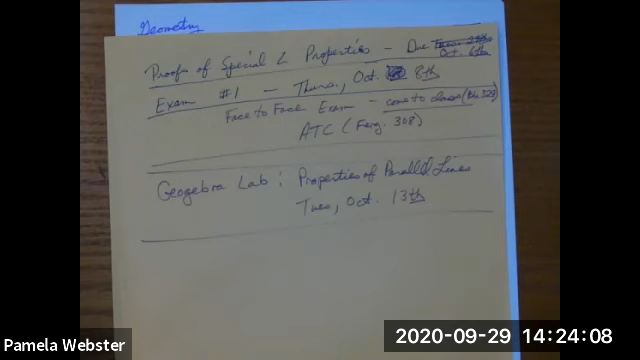 Geometry
Proofs of Special ∠ Properties - Due
Oct. 6th
Exam #1 - Thurs., Oct. 8th
Face to Face Exam - come to class (
ATC (Ferg. 308)
Geogebra Lab: Properties of Parallel Lines
Tues, Oct. 13th
Pamela Webster
2020-09-29 14:24:08